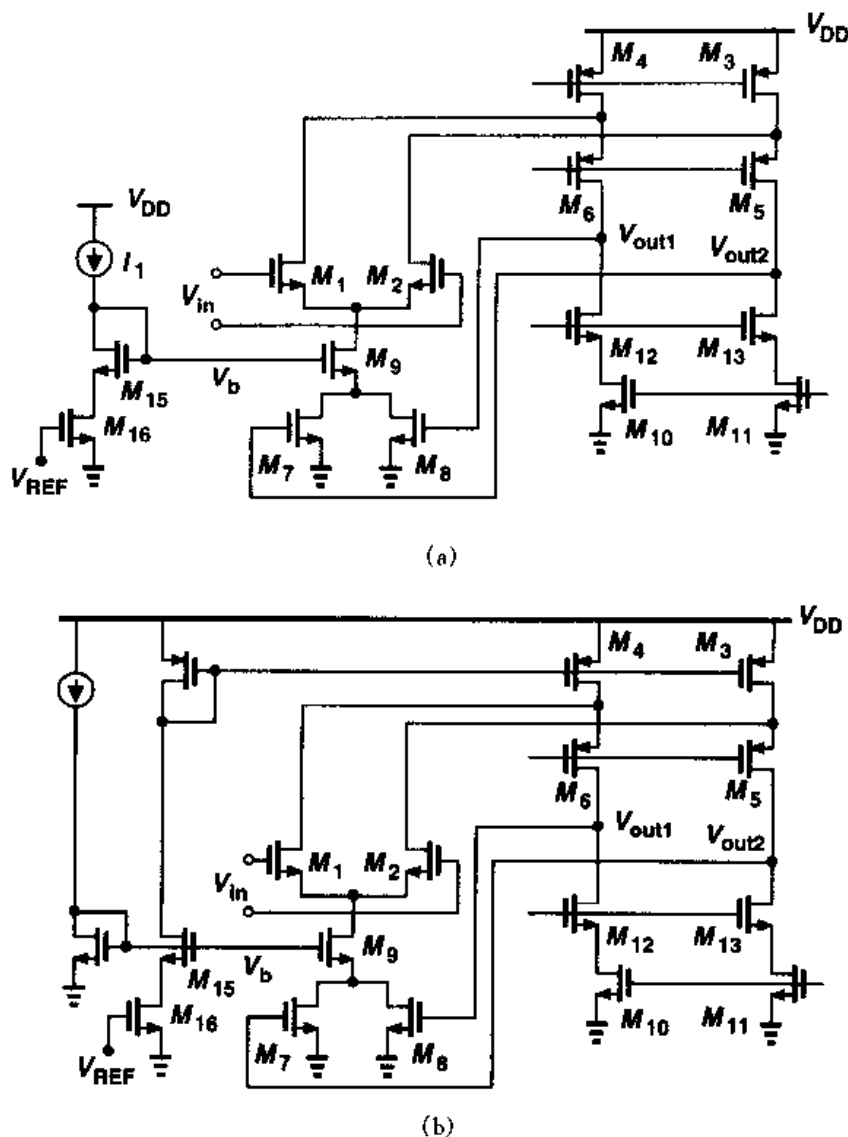 V_DD
M_4
M_3
M_6
M_5
V_DD
I_1
M_1
M_2
V_in
V_out1
V_out2
M_9
M_12
M_13
V_b
M_15
M_16
M_10
M_11
V_REF
M_7
M_8
(a)
V_DD
M_4
M_3
M_6
M_5
V_out1
V_out2
M_1
M_2
V_in
M_9
M_12
M_13
V_b
M_15
M_16
M_10
M_11
V_REF
M_7
M_8
(b)